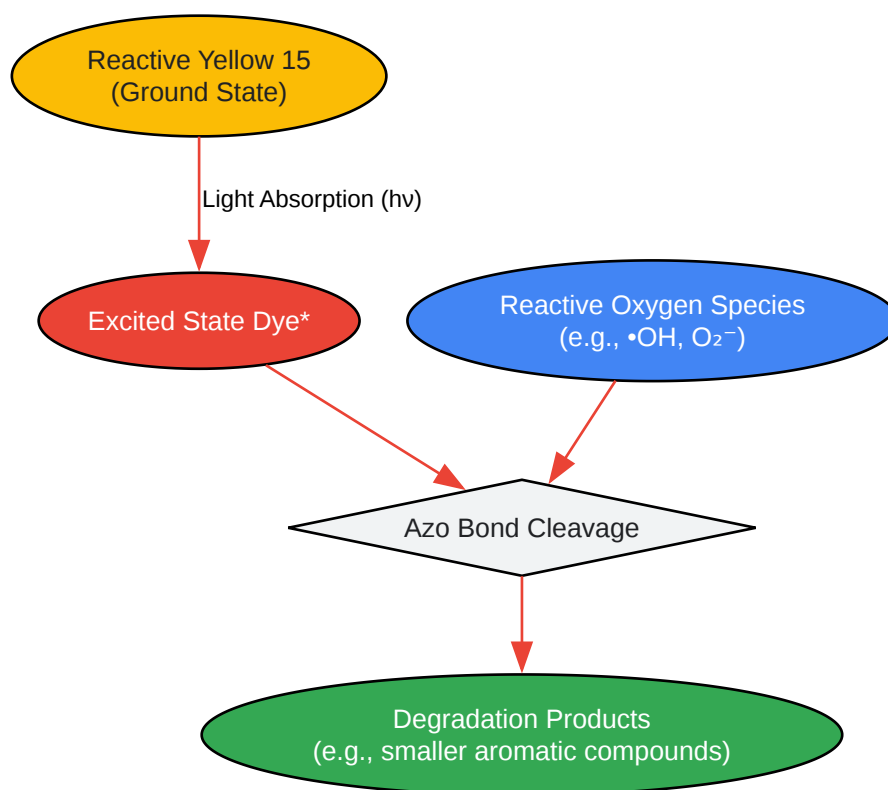 Reactive Yellow 15
(Ground State)
Light Absorption (hν)
Excited State Dye*
Reactive Oxygen Species
(e.g., •OH, O₂⁻)
Azo Bond Cleavage
Degradation Products
(e.g., smaller aromatic compounds)